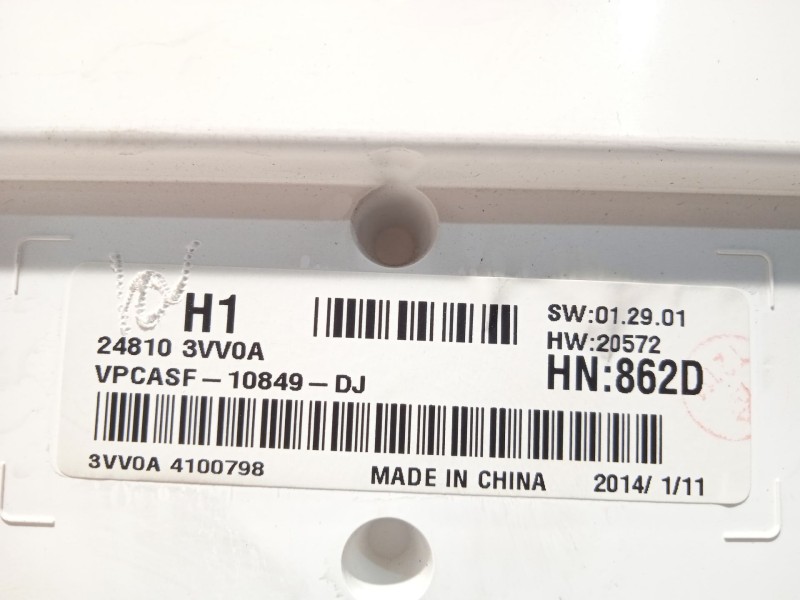 H1
SW:01.29.01
24810 3VV0A
HW:20572
VPCASF-10849-DJ
HN:862D
3VV0A 4100798
MADE IN CHINA
2014/ 1/11